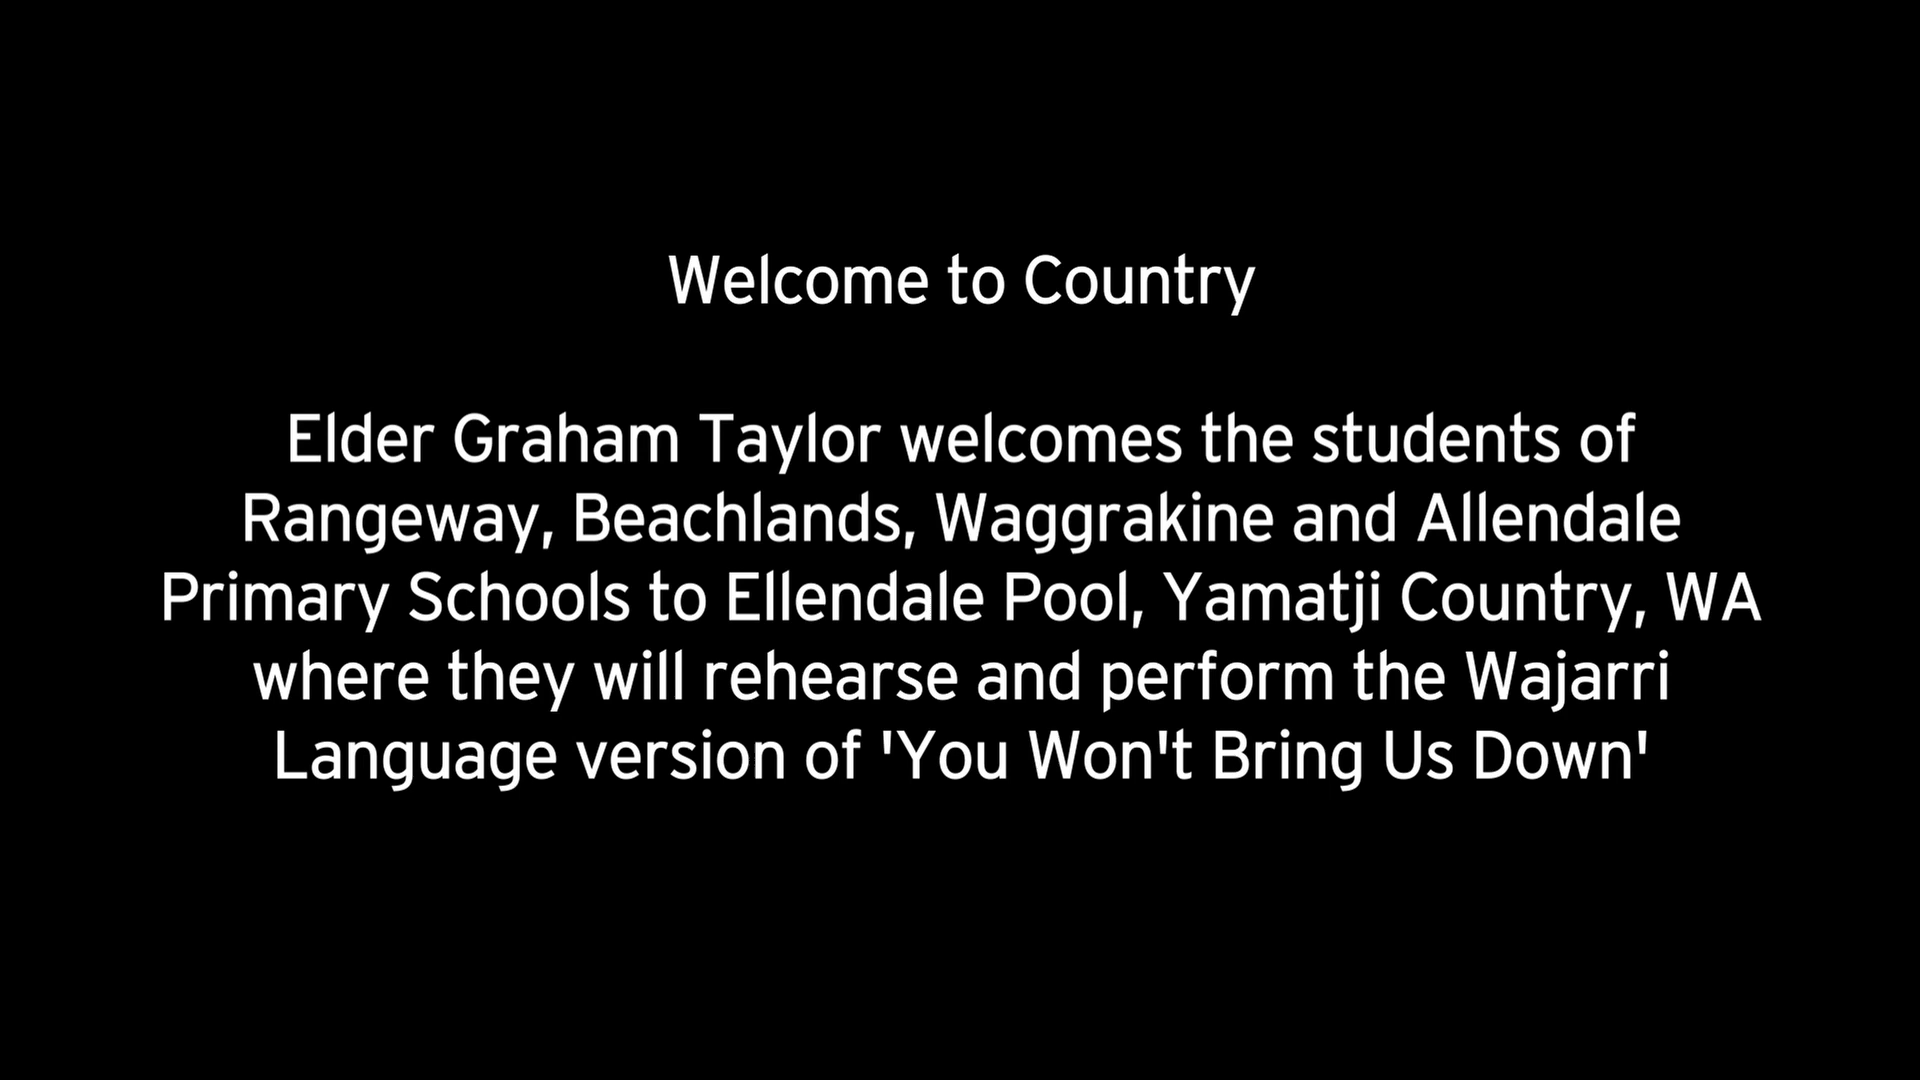 Welcome to Country
Elder Graham Taylor welcomes the students of
Rangeway, Beachlands, Waggrakine and Allendale
Primary Schools to Ellendale Pool, Yamatji Country, WA
where they will rehearse and perform the Wajarri
Language version of 'You Won't Bring Us Down'